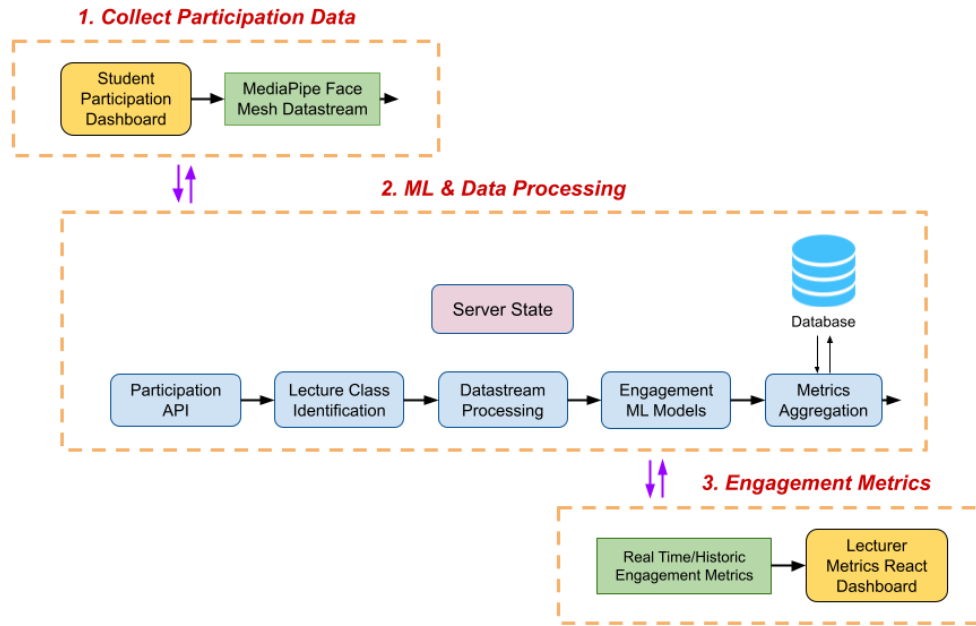 1. Collect Participation Data
Student
Participation
Dashboard
MediaPipe Face
Mesh Datastream
2. ML & Data Processing
Server State
Database
Participation
API
Lecture Class
Identification
Datastream
Processing
Engagement
ML Models
Metrics
Aggregation
3. Engagement Metrics
Real Time/Historic
Engagement Metrics
Lecturer
Metrics React
Dashboard